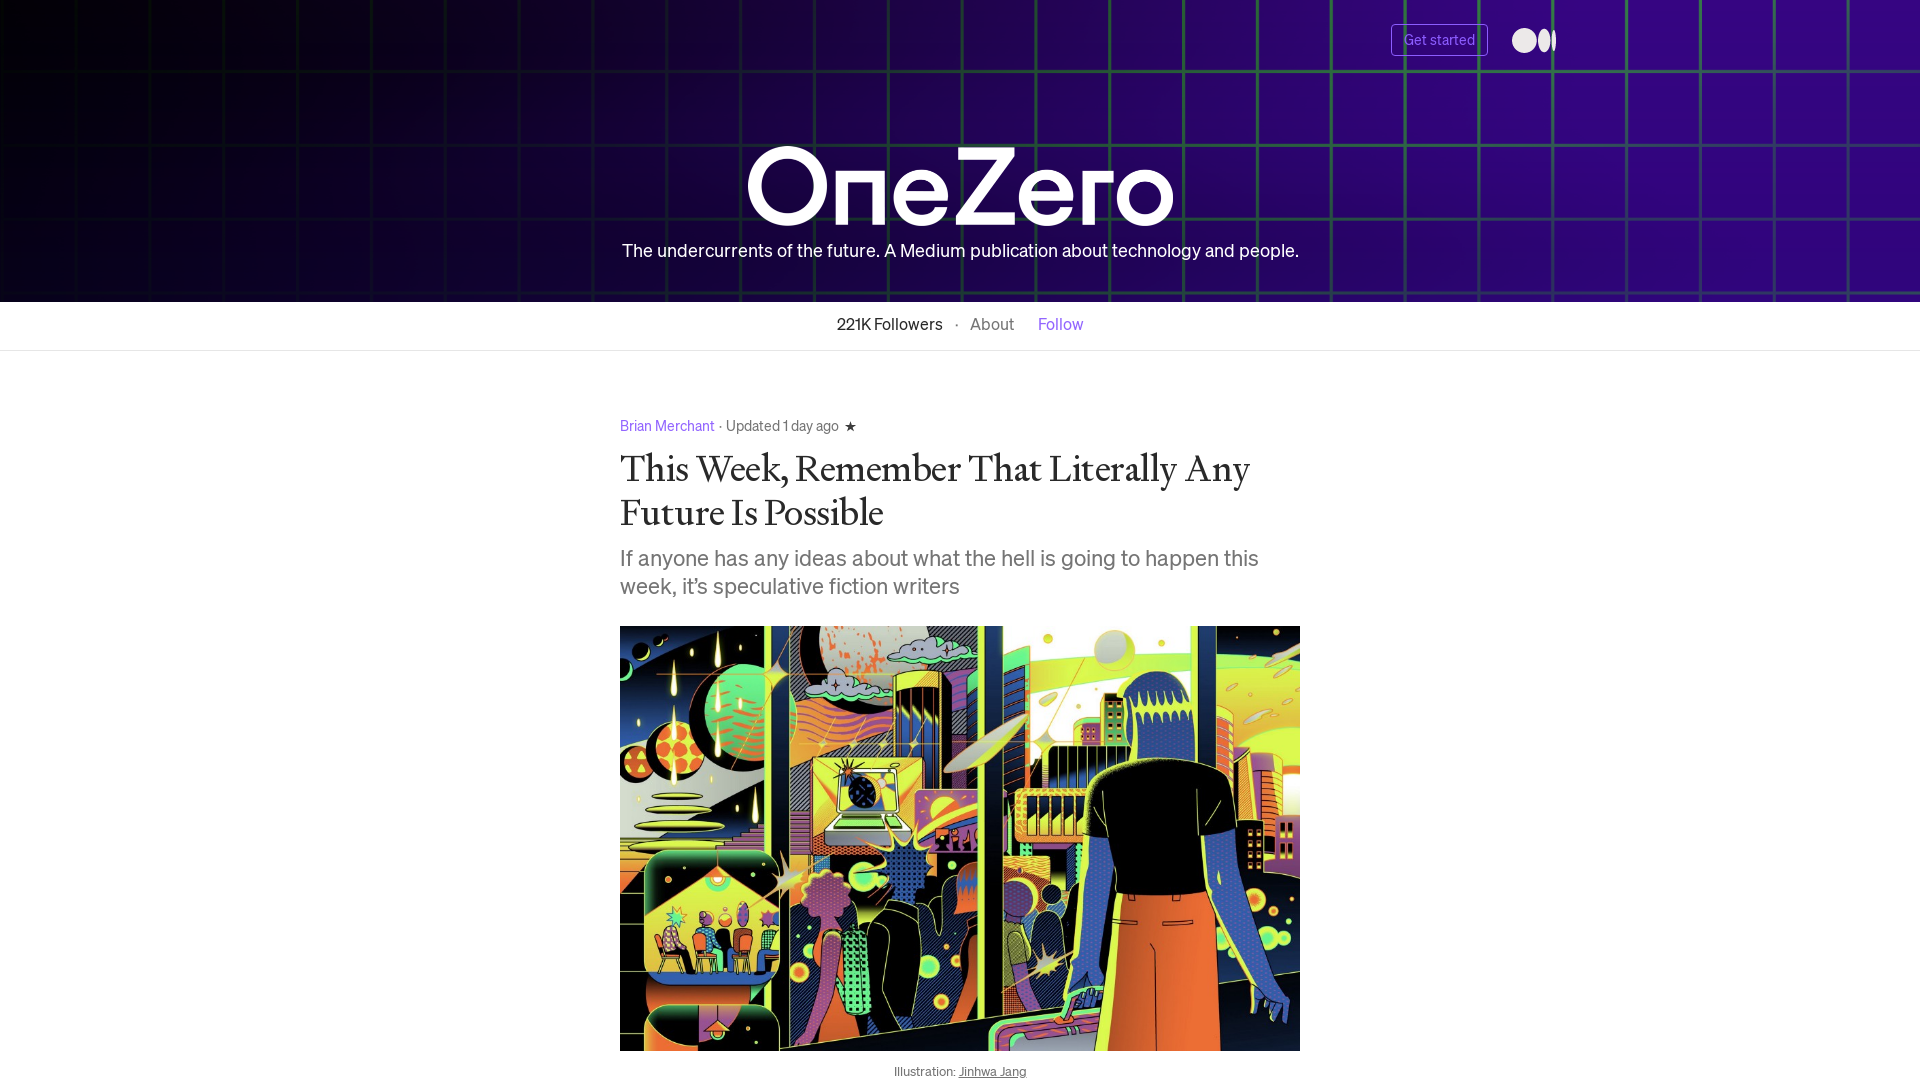 Get started
OneZero
The undercurrents of the future. A Medium publication about technology and people.
221K Followers · About Follow
Brian Merchant · Updated 1 day ago ★
This Week, Remember That Literally Any
Future Is Possible
If anyone has any ideas about what the hell is going to happen this
week, it’s speculative fiction writers
Illustration: Jinhwa Jang